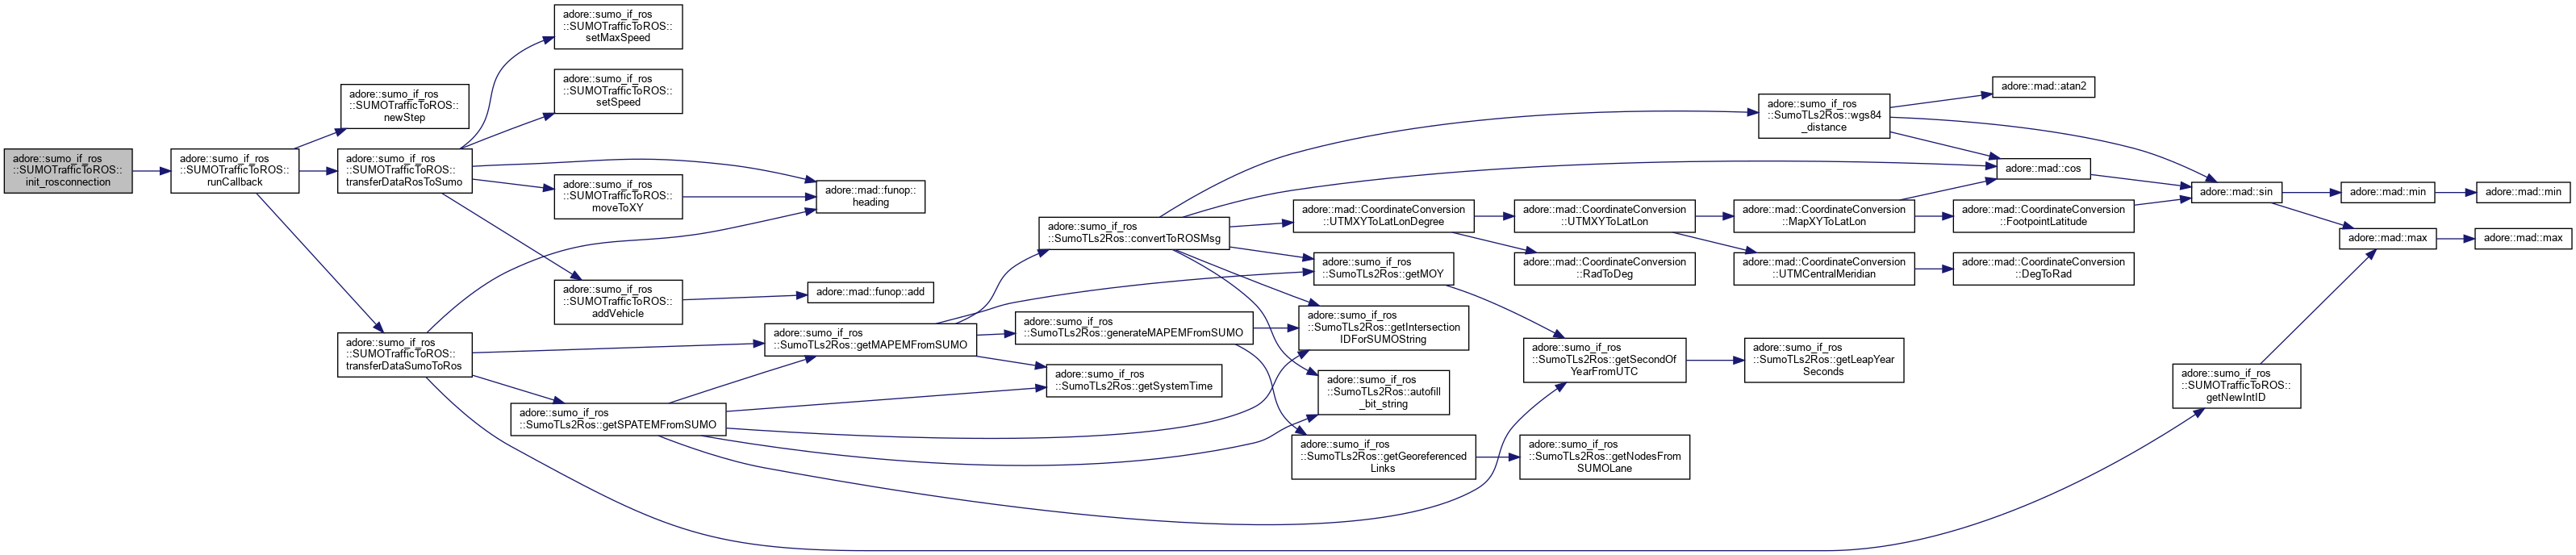 adore::sumo_if_ros
::SUMOTrafficToROS::
init_rosconnection
adore::sumo_if_ros
::SUMOTrafficToROS::
runCallback
adore::sumo_if_ros
::SUMOTrafficToROS::
newStep
adore::sumo_if_ros
::SUMOTrafficToROS::
transferDataRosToSumo
adore::sumo_if_ros
::SUMOTrafficToROS::
transferDataSumoToRos
adore::sumo_if_ros
::SUMOTrafficToROS::
setMaxSpeed
adore::sumo_if_ros
::SUMOTrafficToROS::
setSpeed
adore::sumo_if_ros
::SUMOTrafficToROS::
moveToXY
adore::sumo_if_ros
::SUMOTrafficToROS::
addVehicle
adore::sumo_if_ros
::SumoTLs2Ros::getSPATEMFromSUMO
adore::mad::funop::
heading
adore::mad::funop::add
adore::sumo_if_ros
::SumoTLs2Ros::getMAPEMFromSUMO
adore::sumo_if_ros
::SumoTLs2Ros::convertToROSMsg
adore::sumo_if_ros
::SumoTLs2Ros::generateMAPEMFromSUMO
adore::sumo_if_ros
::SumoTLs2Ros::getSystemTime
adore::mad::CoordinateConversion
::UTMXYToLatLonDegree
adore::sumo_if_ros
::SumoTLs2Ros::getMOY
adore::sumo_if_ros
::SumoTLs2Ros::getIntersection
IDForSUMOString
adore::sumo_if_ros
::SumoTLs2Ros::autofill
_bit_string
adore::sumo_if_ros
::SumoTLs2Ros::getGeoreferenced
Links
adore::mad::CoordinateConversion
::UTMXYToLatLon
adore::mad::CoordinateConversion
::RadToDeg
adore::sumo_if_ros
::SumoTLs2Ros::getSecondOf
YearFromUTC
adore::sumo_if_ros
::SumoTLs2Ros::getNodesFrom
SUMOLane
adore::sumo_if_ros
::SumoTLs2Ros::wgs84
_distance
adore::mad::CoordinateConversion
::MapXYToLatLon
adore::mad::CoordinateConversion
::UTMCentralMeridian
adore::sumo_if_ros
::SumoTLs2Ros::getLeapYear
Seconds
adore::mad::atan2
adore::mad::cos
adore::mad::CoordinateConversion
::FootpointLatitude
adore::mad::CoordinateConversion
::DegToRad
adore::mad::sin
adore::sumo_if_ros
::SUMOTrafficToROS::
getNewIntID
adore::mad::min
adore::mad::max
adore::mad::min
adore::mad::max